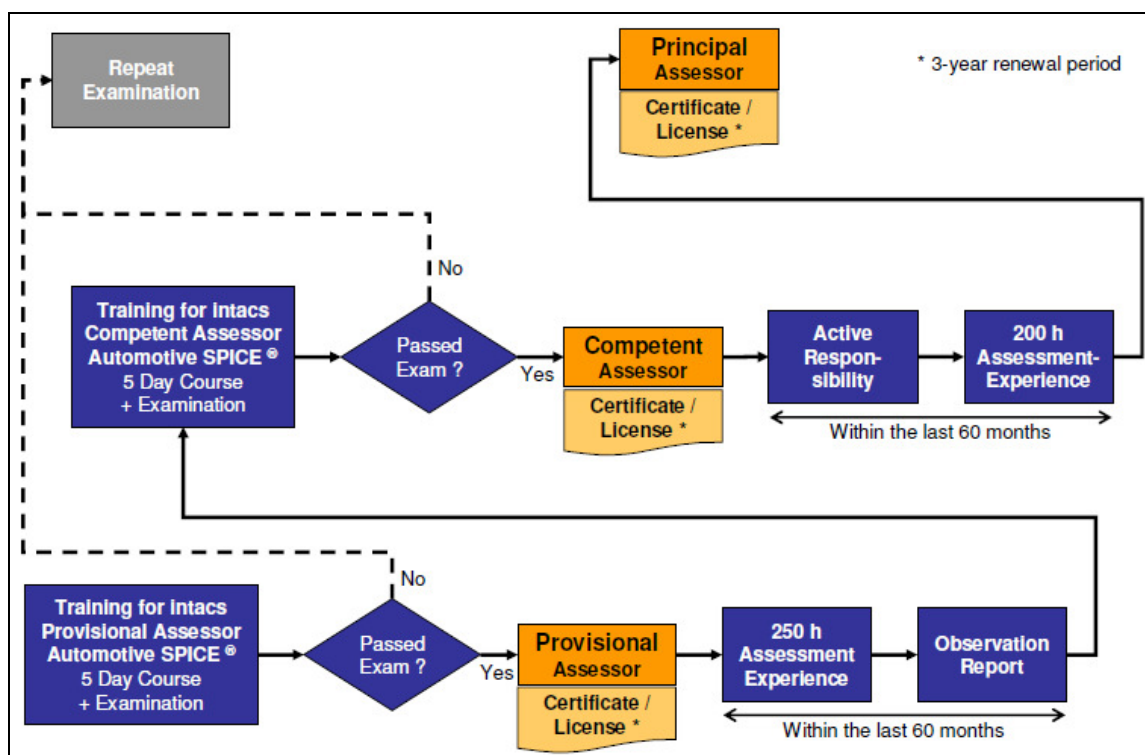 Repeat
Examination
Principal
Assessor
Certificate /
License *
* 3-year renewal period
No
Training for Intacs
Competent Assessor
Automotive SPICE ®
5 Day Course
+ Examination
Passed
Exam ?
Yes
Competent
Assessor
Certificate /
License *
Active
Respon-
sibility
200 h
Assessment-
Experience
Within the last 60 months
No
Training for Intacs
Provisional Assessor
Automotive SPICE ®
5 Day Course
+ Examination
Passed
Exam ?
Yes
Provisional
Assessor
Certificate /
License *
250 h
Assessment
Experience
Observation
Report
Within the last 60 months